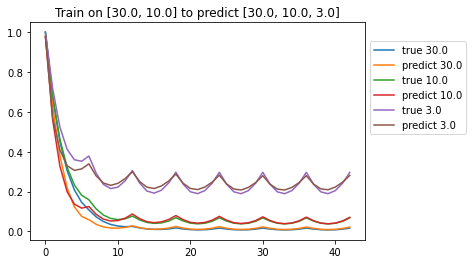 Train on [30.0, 10.0] to predict [30.0, 10.0, 3.0]
1.0
0.8
0.6
0.4
0.2
0.0
0 10 20 30 40
true 30.0
predict 30.0
true 10.0
predict 10.0
true 3.0
predict 3.0